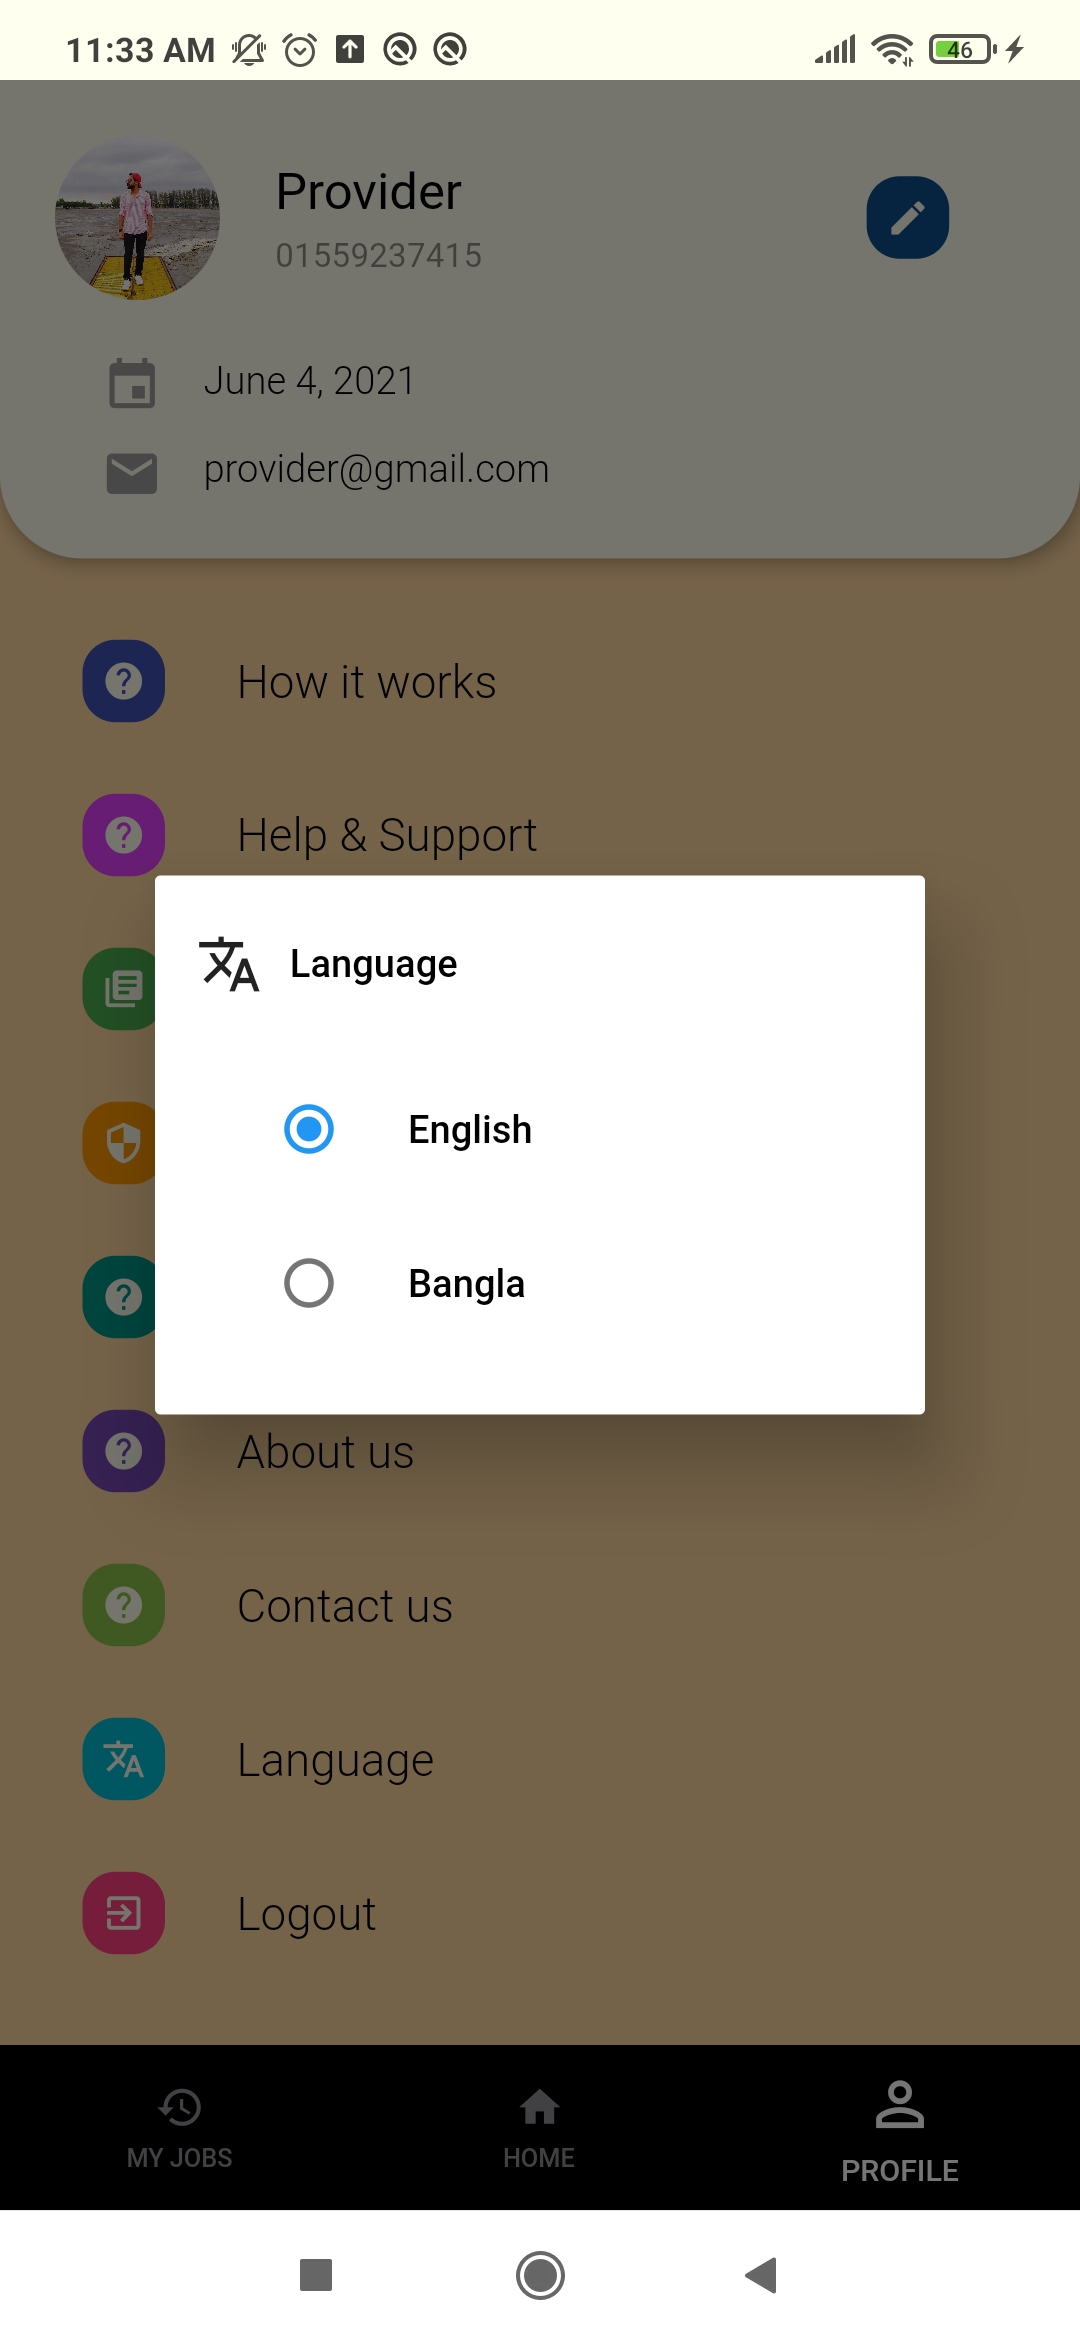 11:33 AM
46
Provider
01559237415
June 4, 2021
provider@gmail.com
How it works
Help & Support
Language
English
Bangla
About us
Contact us
Language
Logout
MY JOBS
HOME
PROFILE